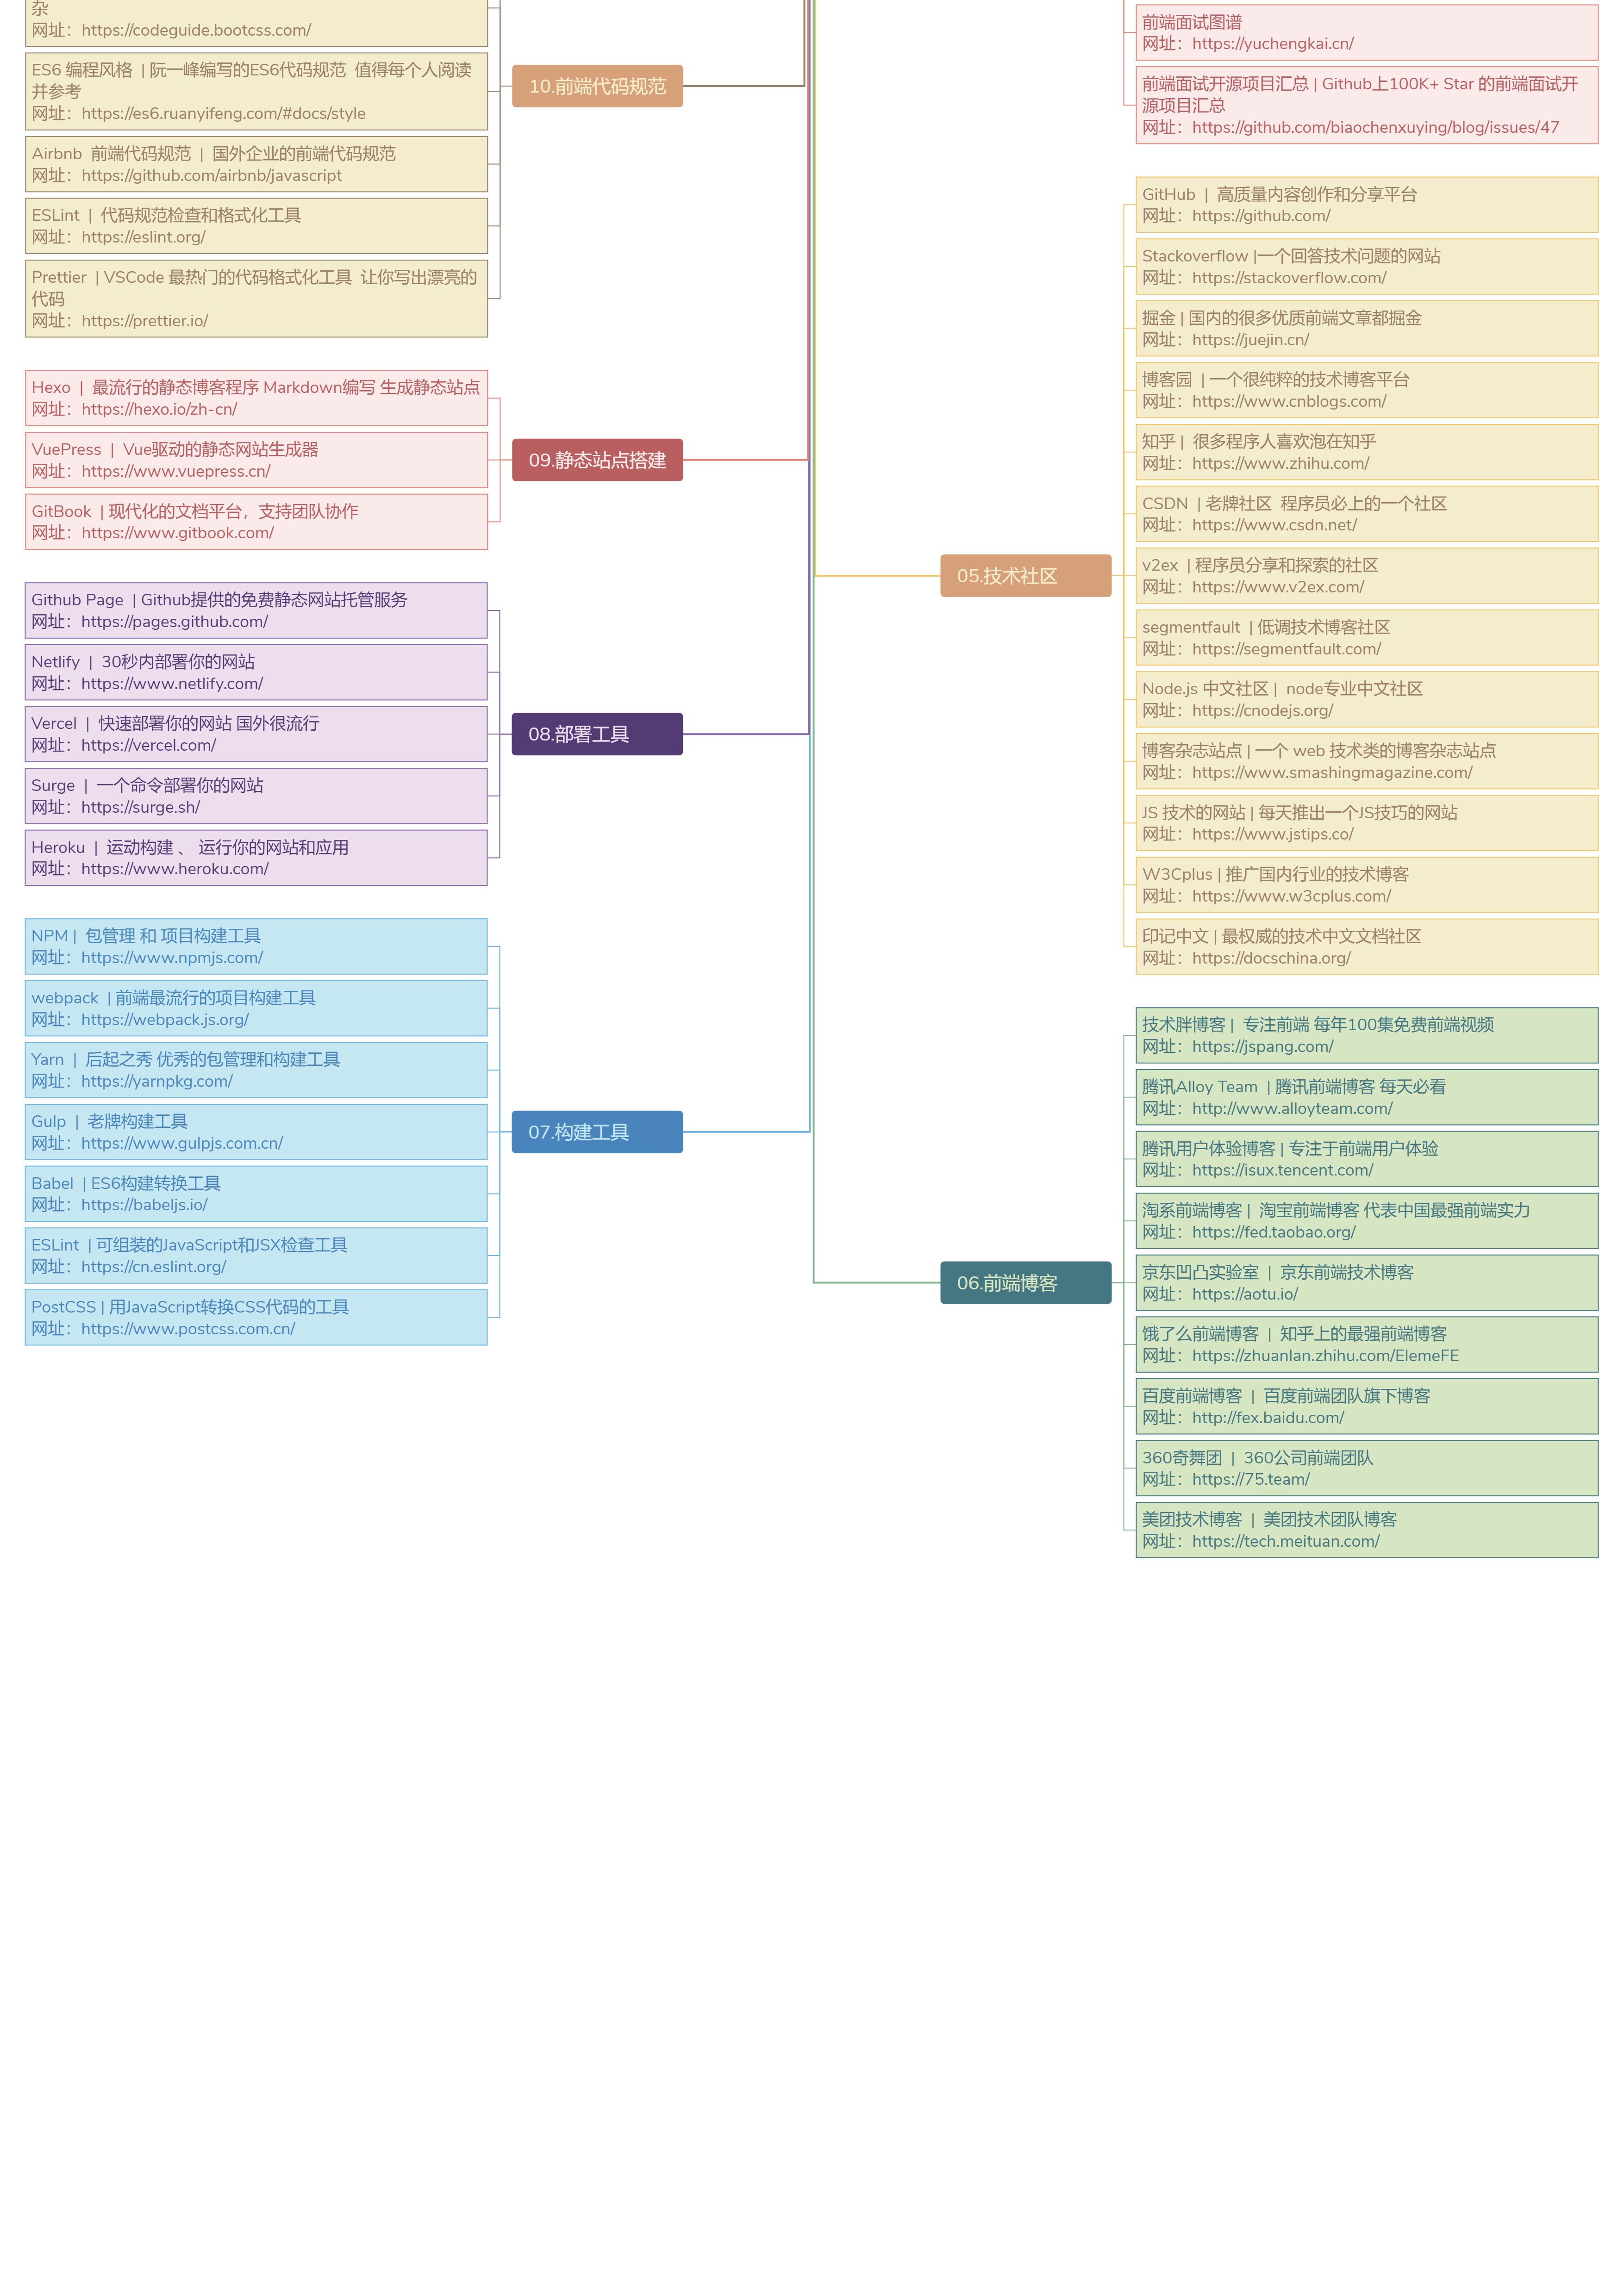 杂
网址：https://codeguide.bootcss.com/
ES6 编程风格 | 阮一峰编写的ES6代码规范 值得每个人阅读
并参考
网址：https://es6.ruanyifeng.com/#docs/style
Airbnb 前端代码规范 | 国外企业的前端代码规范
网址：https://github.com/airbnb/javascript
ESLint | 代码规范检查和格式化工具
网址：https://eslint.org/
Prettier | VSCode 最热门的代码格式化工具 让你写出漂亮的
代码
网址：https://prettier.io/
10.前端代码规范
Hexo | 最流行的静态博客程序 Markdown编写 生成静态站点
网址：https://hexo.io/zh-cn/
VuePress | Vue驱动的静态网站生成器
网址：https://www.vuepress.cn/
GitBook | 现代化的文档平台，支持团队协作
网址：https://www.gitbook.com/
09.静态站点搭建
Github Page | Github提供的免费静态网站托管服务
网址：https://pages.github.com/
Netlify | 30秒内部署你的网站
网址：https://www.netlify.com/
Vercel | 快速部署你的网站 国外很流行
网址：https://vercel.com/
Surge | 一个命令部署你的网站
网址：https://surge.sh/
Heroku | 运动构建 、 运行你的网站和应用
网址：https://www.heroku.com/
08.部署工具
NPM | 包管理 和 项目构建工具
网址：https://www.npmjs.com/
webpack | 前端最流行的项目构建工具
网址：https://webpack.js.org/
Yarn | 后起之秀 优秀的包管理和构建工具
网址：https://yarnpkg.com/
Gulp | 老牌构建工具
网址：https://www.gulpjs.com.cn/
Babel | ES6构建转换工具
网址：https://babeljs.io/
ESLint | 可组装的JavaScript和JSX检查工具
网址：https://cn.eslint.org/
PostCSS | 用JavaScript转换CSS代码的工具
网址：https://www.postcss.com.cn/
07.构建工具
前端面试图谱
网址：https://yuchengkai.cn/
前端面试开源项目汇总 | Github上100K+ Star 的前端面试开
源项目汇总
网址：https://github.com/biaochenxuying/blog/issues/47
05.技术社区
GitHub | 高质量内容创作和分享平台
网址：https://github.com/
Stackoverflow |一个回答技术问题的网站
网址：https://stackoverflow.com/
掘金 | 国内的很多优质前端文章都掘金
网址：https://juejin.cn/
博客园 | 一个很纯粹的技术博客平台
网址：https://www.cnblogs.com/
知乎 | 很多程序人喜欢泡在知乎
网址：https://www.zhihu.com/
CSDN | 老牌社区 程序员必上的一个社区
网址：https://www.csdn.net/
v2ex | 程序员分享和探索的社区
网址：https://www.v2ex.com/
segmentfault | 低调技术博客社区
网址：https://segmentfault.com/
Node.js 中文社区 | node专业中文社区
网址：https://cnodejs.org/
博客杂志站点 | 一个 web 技术类的博客杂志站点
网址：https://www.smashingmagazine.com/
JS 技术的网站 | 每天推出一个JS技巧的网站
网址：https://www.jstips.co/
W3Cplus | 推广国内行业的技术博客
网址：https://www.w3cplus.com/
印记中文 | 最权威的技术中文文档社区
网址：https://docschina.org/
06.前端博客
技术胖博客 | 专注前端 每年100集免费前端视频
网址：https://jspang.com/
腾讯Alloy Team | 腾讯前端博客 每天必看
网址：http://www.alloyteam.com/
腾讯用户体验博客 | 专注于前端用户体验
网址：https://isux.tencent.com/
淘系前端博客 | 淘宝前端博客 代表中国最强前端实力
网址：https://fed.taobao.org/
京东凹凸实验室 | 京东前端技术博客
网址：https://aotu.io/
饿了么前端博客 | 知乎上的最强前端博客
网址：https://zhuanlan.zhihu.com/ElemeFE
百度前端博客 | 百度前端团队旗下博客
网址：http://fex.baidu.com/
360奇舞团 | 360公司前端团队
网址：https://75.team/
美团技术博客 | 美团技术团队博客
网址：https://tech.meituan.com/